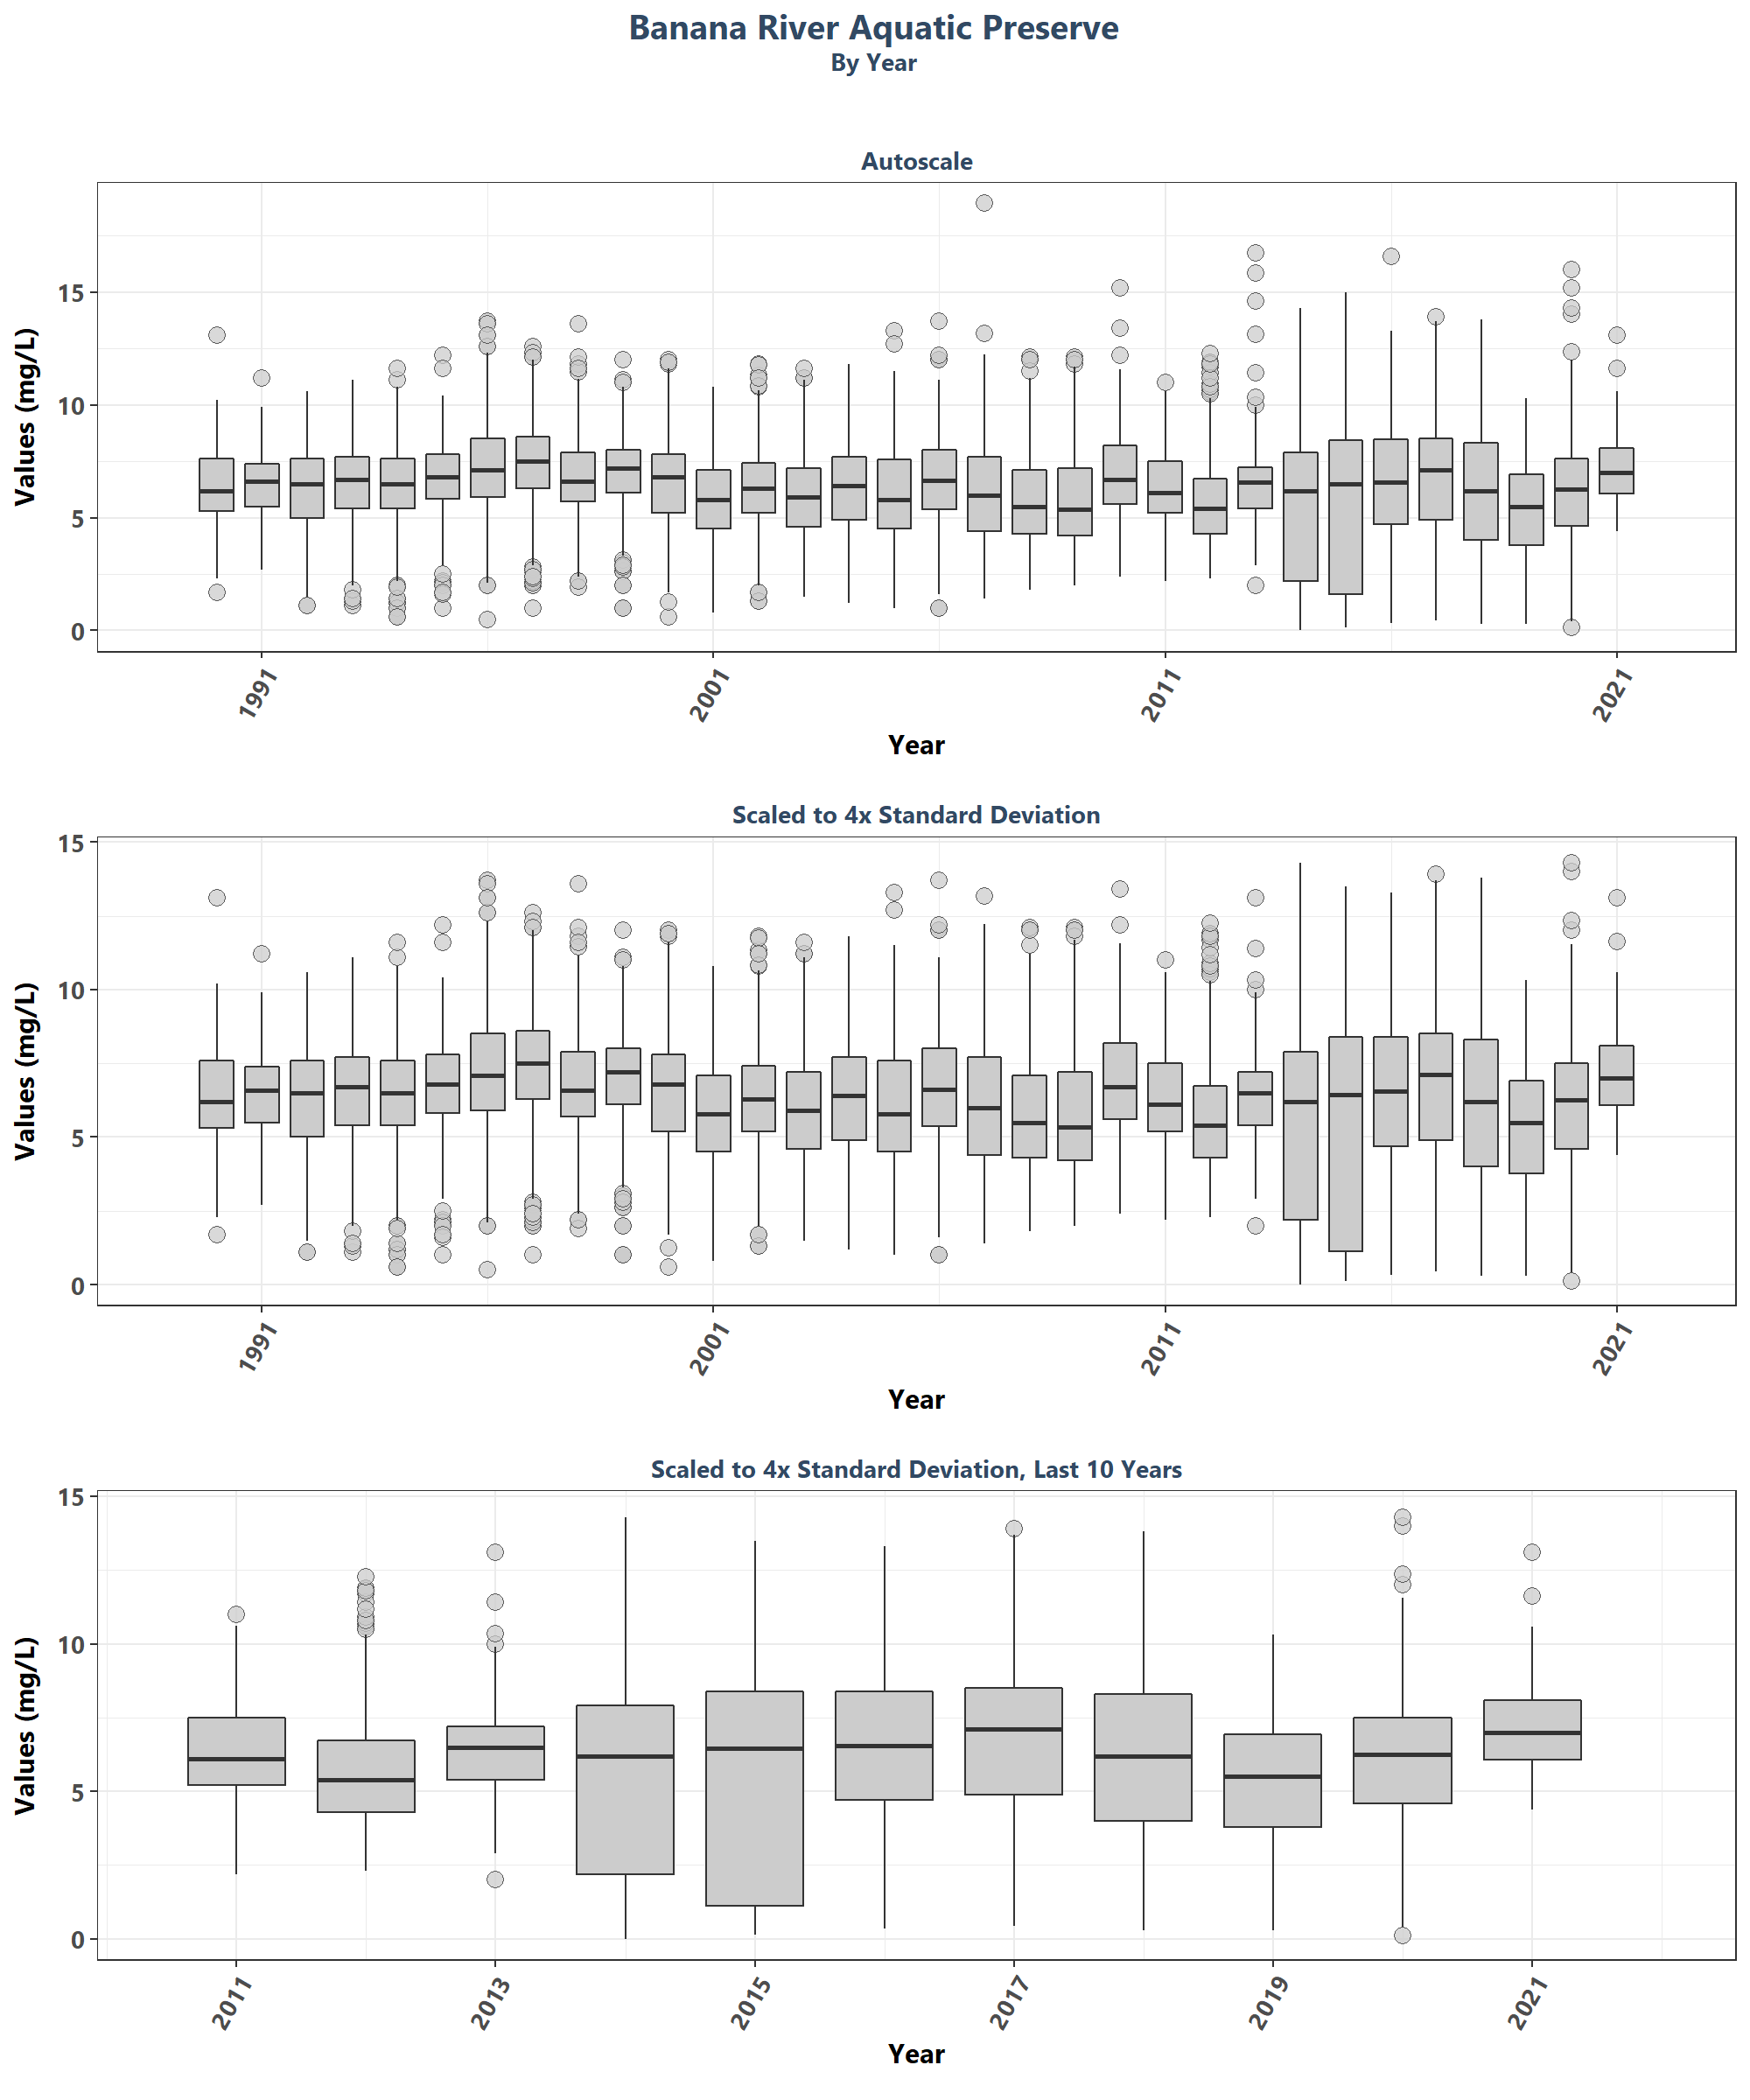 Banana River Aquatic Preserve
By Year
Autoscale
Values (mg/L)
15
10
5
0
1991
2001
2011
2021
Year
Scaled to 4x Standard Deviation
Values (mg/L)
15
10
5
0
1991
2001
2011
2021
Year
Scaled to 4x Standard Deviation, Last 10 Years
Values (mg/L)
15
10
5
0
2011
2013
2015
2017
2019
2021
Year